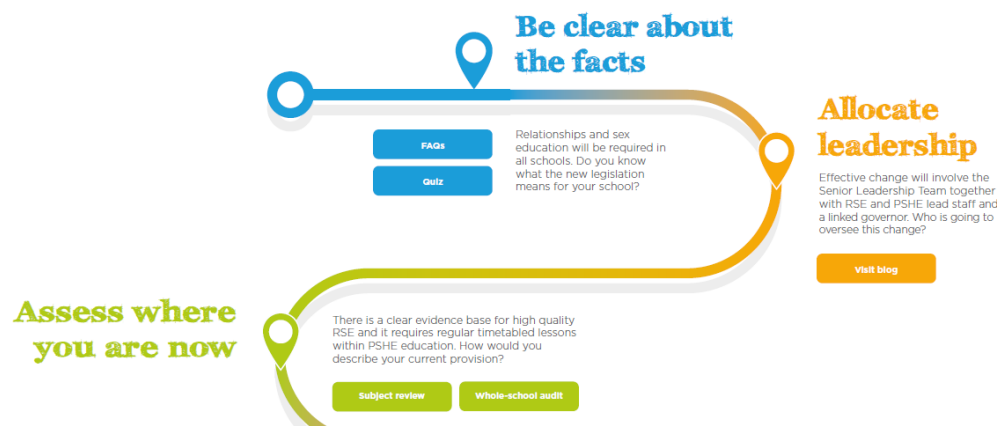 Be clear about
the facts
FAQs
Quiz
Relationships and sex
education will be required in
all schools. Do you know
what the new legislation
means for your school?
Allocate
leadership
Effective change will involve the
Senior Leadership Team together
with RSE and PSHE lead staff and
a linked governor. Who is going to
oversee this change?
Visit blog
Assess where
you are now
There is a clear evidence base for high quality
RSE and it requires regular timetabled lessons
within PSHE education. How would you
describe your current provision?
Subject review
Whole-school audit